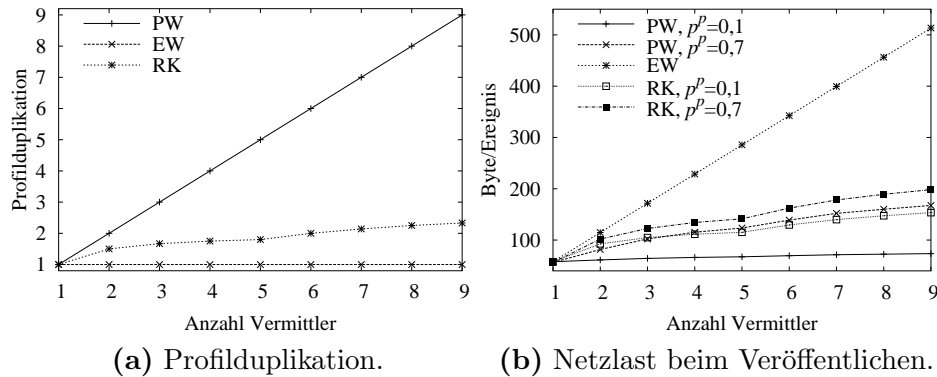 Profilduplikation
9
8
7
6
5
4
3
2
1
PW
EW
RK
1 2 3 4 5 6 7 8 9
Anzahl Vermittler
(a) Profilduplikation.
Byte/Ereignis
500
400
300
200
100
PW, p^p=0,1
PW, p^p=0,7
EW
RK, p^p=0,1
RK, p^p=0,7
1 2 3 4 5 6 7 8 9
Anzahl Vermittler
(b) Netzlast beim Veröffentlichen.